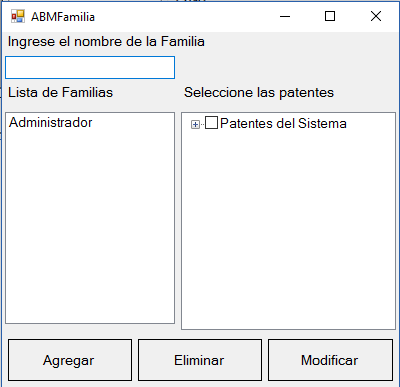 ABMFamilia
Ingrese el nombre de la Familia
Lista de Familias
Seleccione las patentes
Administrador
Patentes del Sistema
Agregar
Eliminar
Modificar